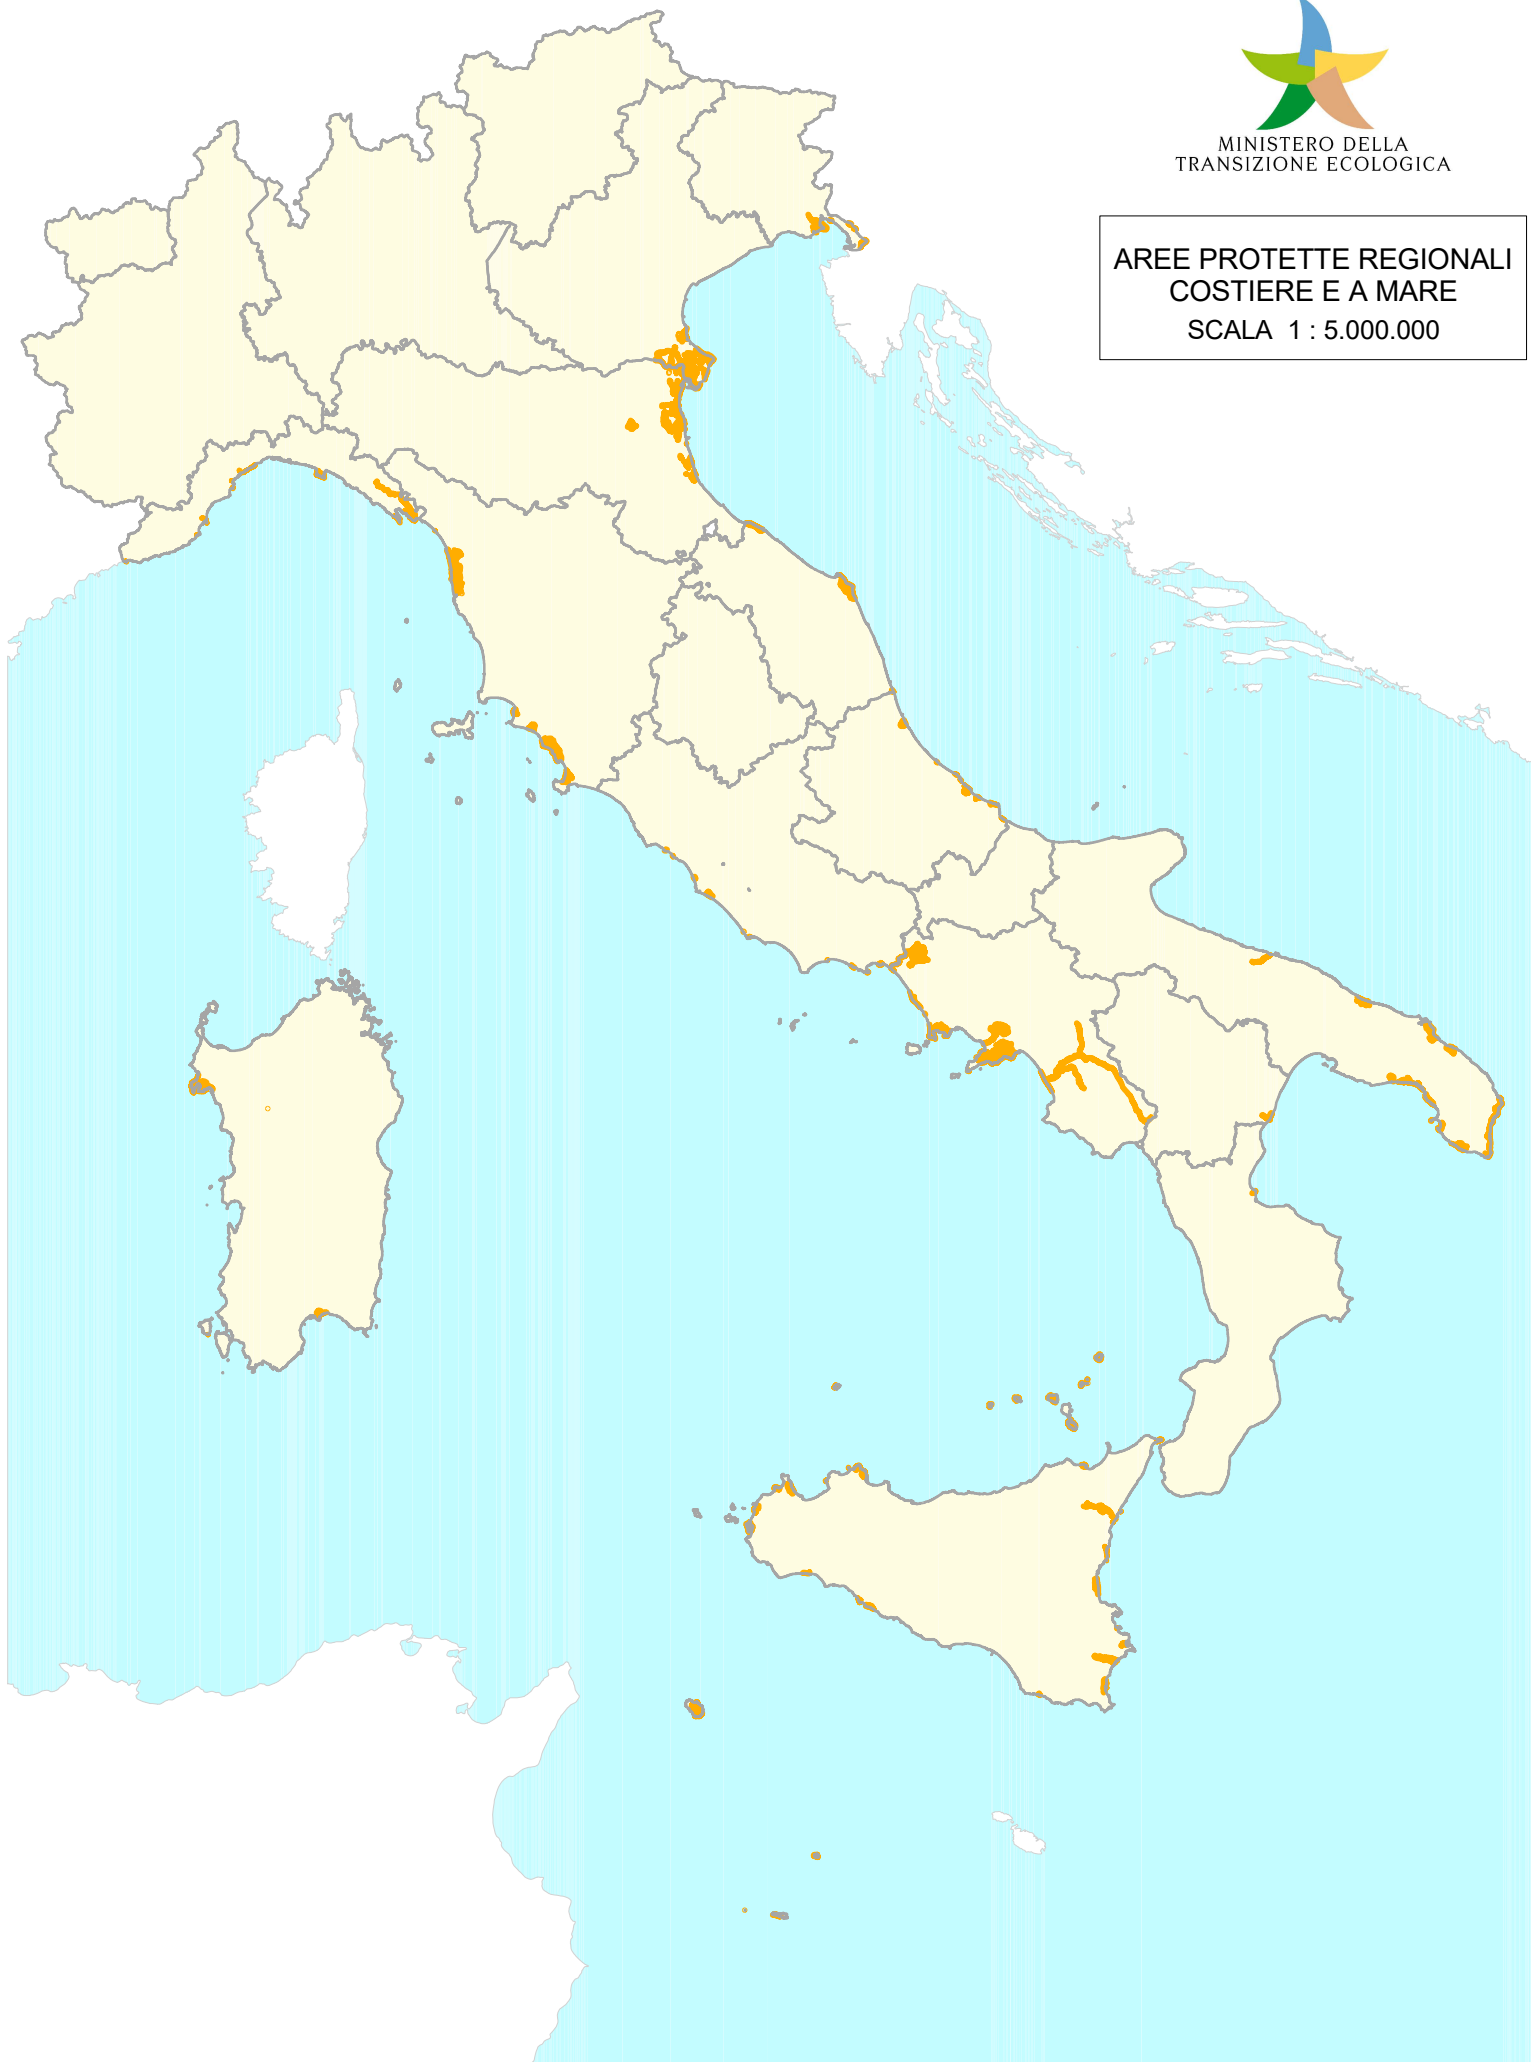 MINISTERO DELLA
TRANSIZIONE ECOLOGICA
AREE PROTETTE REGIONALI
COSTIERE E A MARE
SCALA 1 : 5.000.000